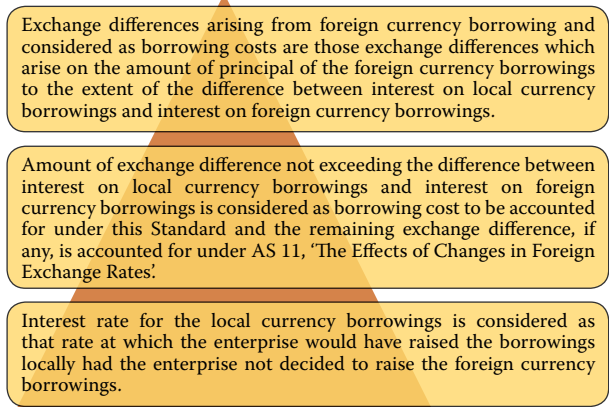 Exchange differences arising from foreign currency borrowing and
considered as borrowing costs are those exchange differences which
arise on the amount of principal of the foreign currency borrowings
to the extent of the difference between interest on local currency
borrowings and interest on foreign currency borrowings.
Amount of exchange difference not exceeding the difference between
interest on local currency borrowings and interest on foreign
currency borrowings is considered as borrowing cost to be accounted
for under this Standard and the remaining exchange difference, if
any, is accounted for under AS 11, ‘The Effects of Changes in Foreign
Exchange Rates’.
Interest rate for the local currency borrowings is considered as
that rate at which the enterprise would have raised the borrowings
locally had the enterprise not decided to raise the foreign currency
borrowings.